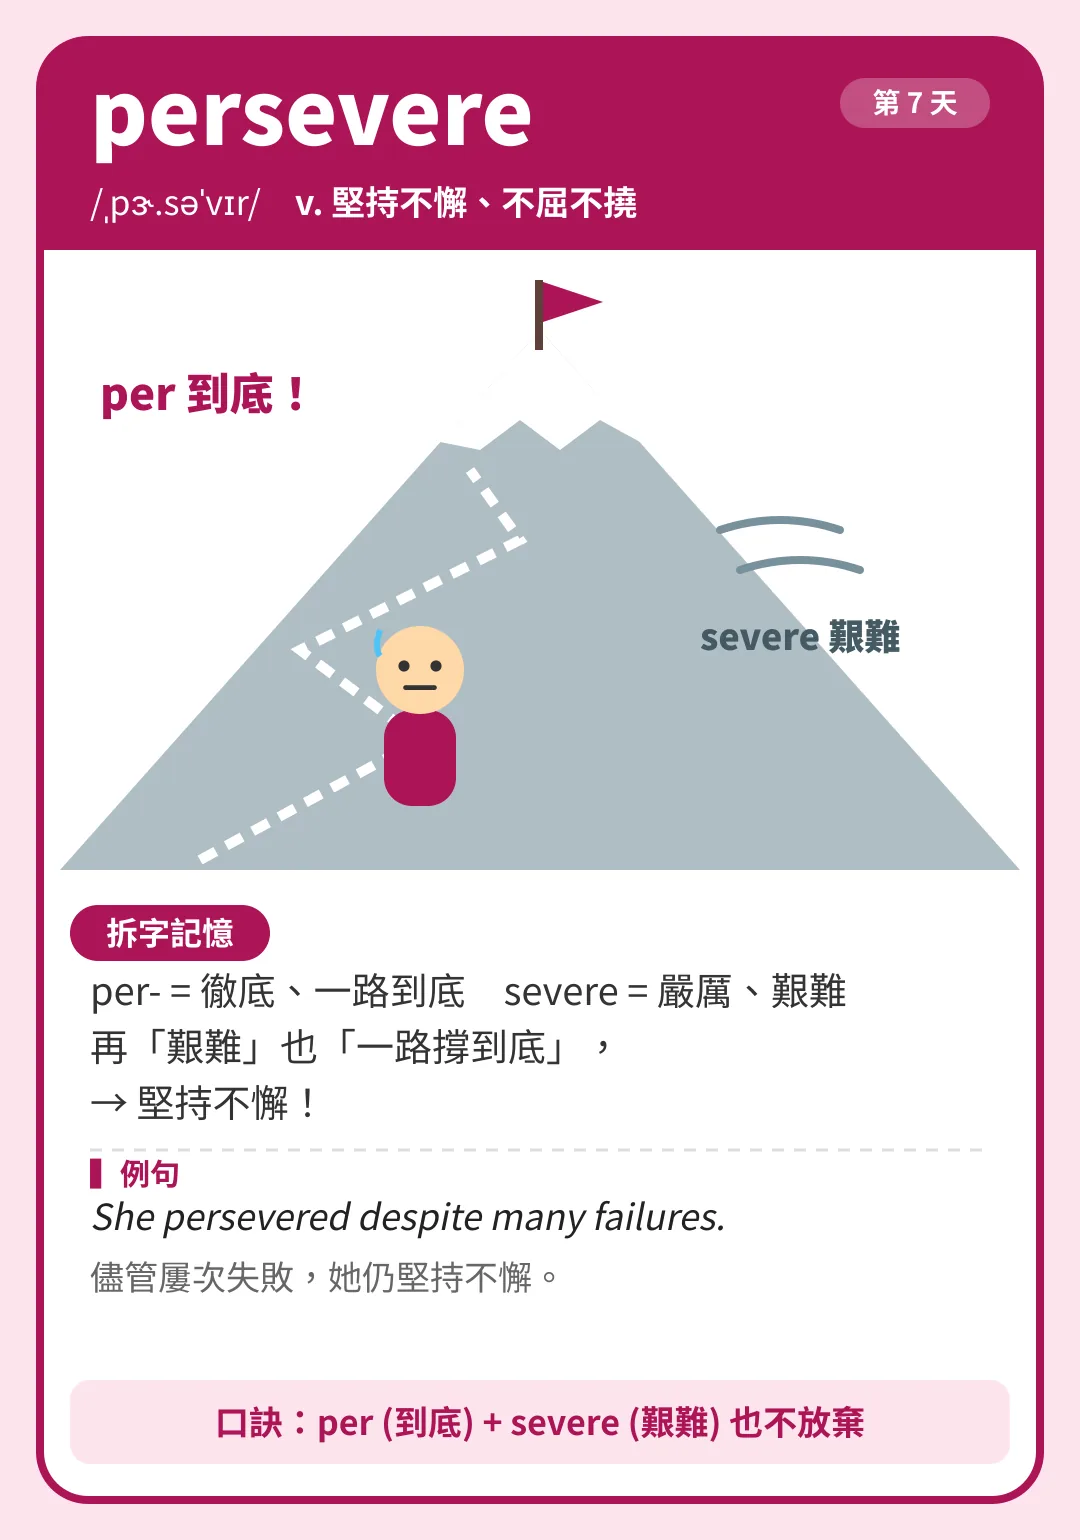 persevere
第 7 天
/ˌpɝ.səˈvɪr/ v. 堅持不懈、不屈不撓
per 到底！
severe 艱難
拆字記憶
per- = 徹底、一路到底 severe = 嚴厲、艱難
再「艱難」也「一路撐到底」，
→ 堅持不懈！
例句
She persevered despite many failures.
儘管屢次失敗，她仍堅持不懈。
口訣：per (到底) + severe (艱難) 也不放棄